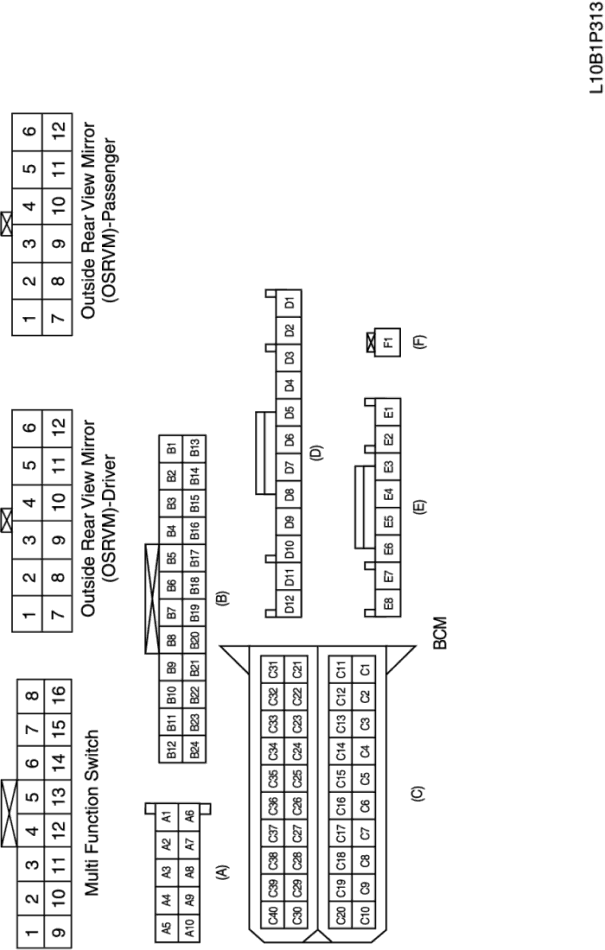 1 2 3 4 5 6 7 8
9 10 11 12 13 14 15 16
Multi Function Switch
1 2 3 4 5 6
7 8 9 10 11 12
Outside Rear View Mirror
(OSRVM)-Driver
1 2 3 4 5 6
7 8 9 10 11 12
Outside Rear View Mirror
(OSRVM)-Passenger
A5 A4 A3 A2 A1
A10 A9 A8 A7 A6
(A)
B12 B11 B10 B9 B8 B7 B6 B5 B4 B3 B2 B1
B24 B23 B22 B21 B20 B19 B18 B17 B16 B15 B14 B13
(B)
C40 C39 C38 C37 C36 C35 C34 C33 C32 C31
C30 C29 C28 C27 C26 C25 C24 C23 C22 C21
C20 C19 C18 C17 C16 C15 C14 C13 C12 C11
C10 C9 C8 C7 C6 C5 C4 C3 C2 C1
(C)
D12 D11 D10 D9 D8 D7 D6 D5 D4 D3 D2 D1
(D)
E8 E7 E6 E5 E4 E3 E2 E1
(E)
F1
(F)
BCM
L10B1P313